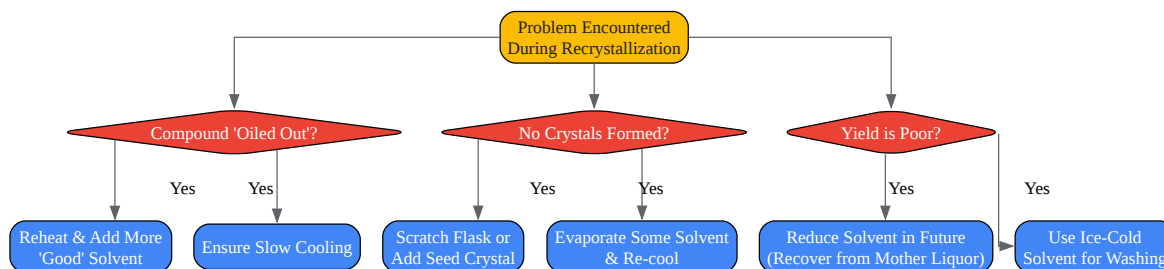 Problem Encountered
During Recrystallization
Compound 'Oiled Out'?
No Crystals Formed?
Yield is Poor?
Yes
Yes
Yes
Yes
Yes
Yes
Reheat & Add More
'Good' Solvent
Ensure Slow Cooling
Scratch Flask or
Add Seed Crystal
Evaporate Some Solvent
& Re-cool
Reduce Solvent in Future
(Recover from Mother Liquor)
Use Ice-Cold
Solvent for Washing